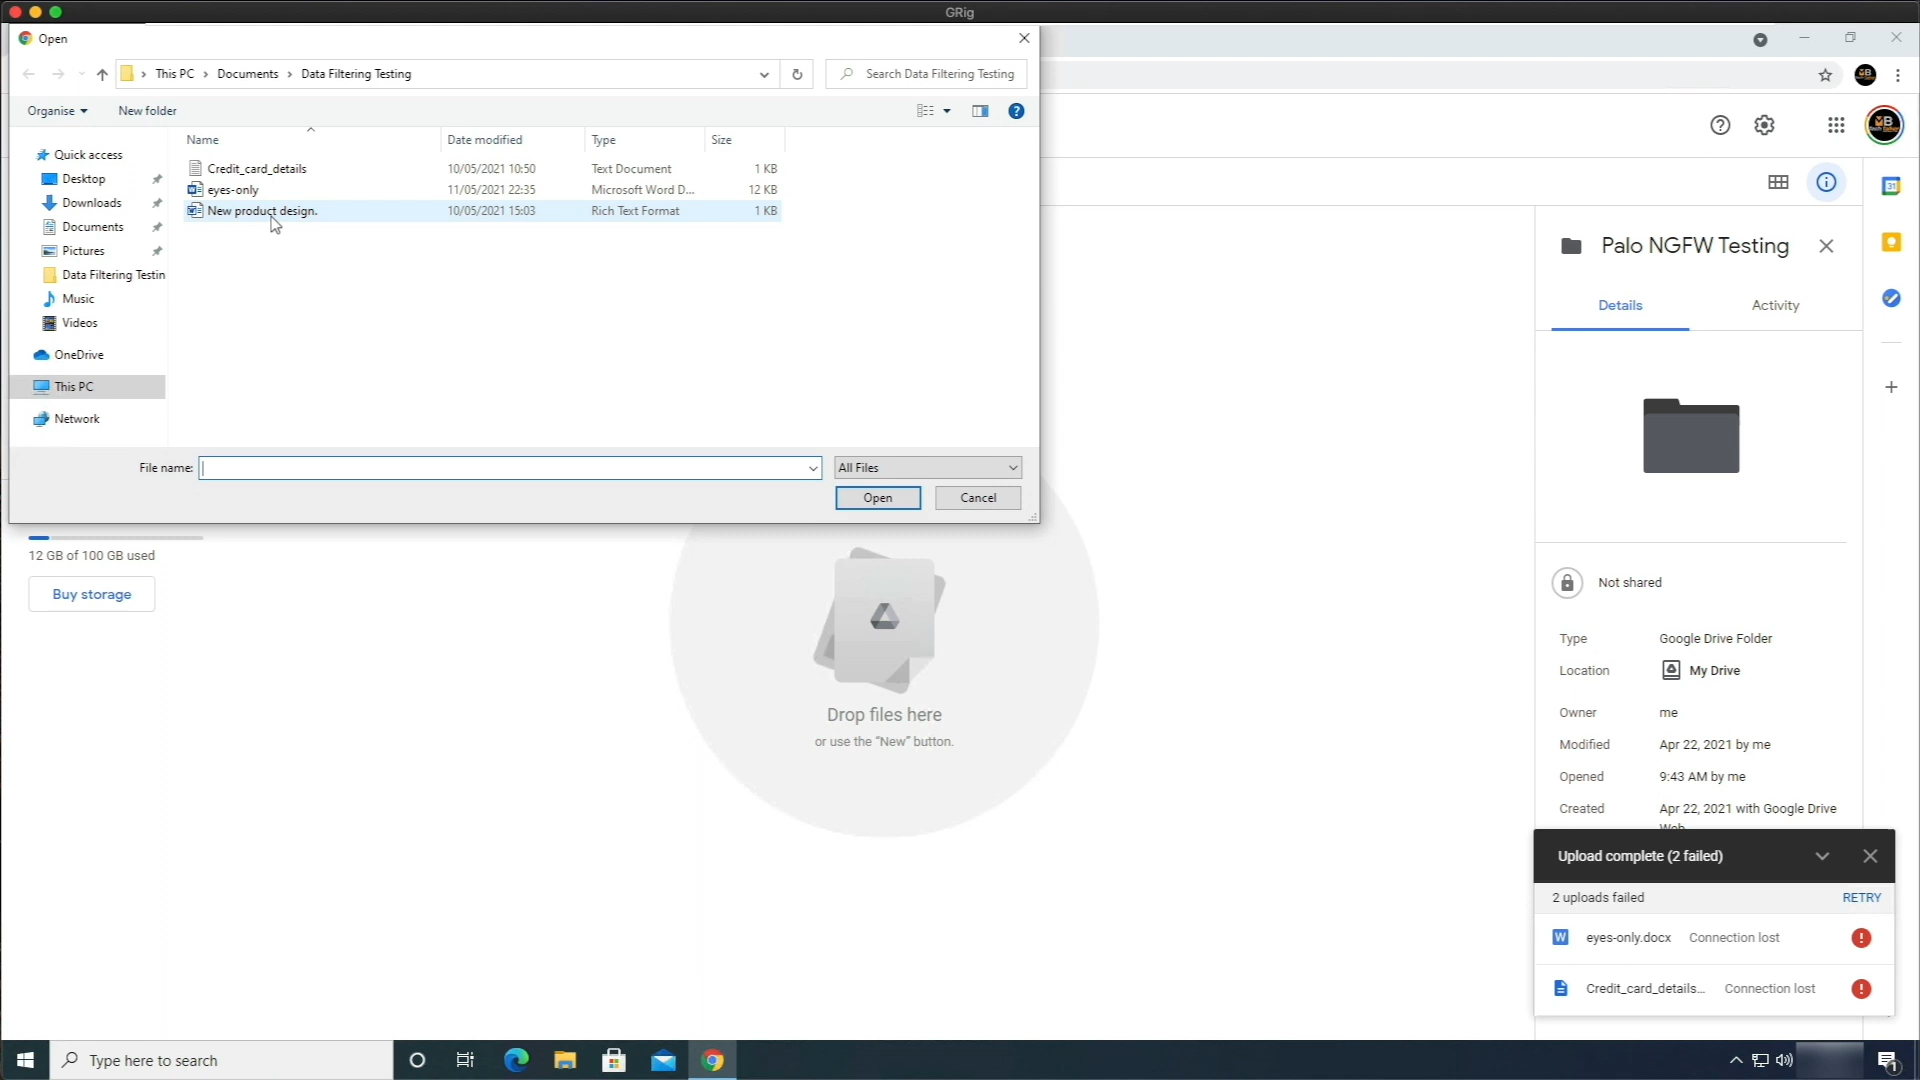 GRig
Open
This PC > Documents > Data Filtering Testing
Search Data Filtering Testing
Organise
New folder
Name
Date modified
Type
Size
Credit_card_details
10/05/2021 10:50
Text Document
1 KB
eyes-only
11/05/2021 22:35
Microsoft Word D...
12 KB
New product design.
10/05/2021 15:03
Rich Text Format
1 KB
Quick access
Desktop
Downloads
Documents
Pictures
Data Filtering Testin
Music
Videos
OneDrive
This PC
Network
File name:
All Files
Open
Cancel
12 GB of 100 GB used
Buy storage
Drop files here
or use the “New” button.
31
Palo NGFW Testing
Details
Activity
Not shared
Type
Google Drive Folder
Location
My Drive
Owner
me
Modified
Apr 22, 2021 by me
Opened
9:43 AM by me
Created
Apr 22, 2021 with Google Drive
Web
Upload complete (2 failed)
2 uploads failed
RETRY
W
eyes-only.docx
Connection lost
Credit_card_details...
Connection lost
Type here to search
1